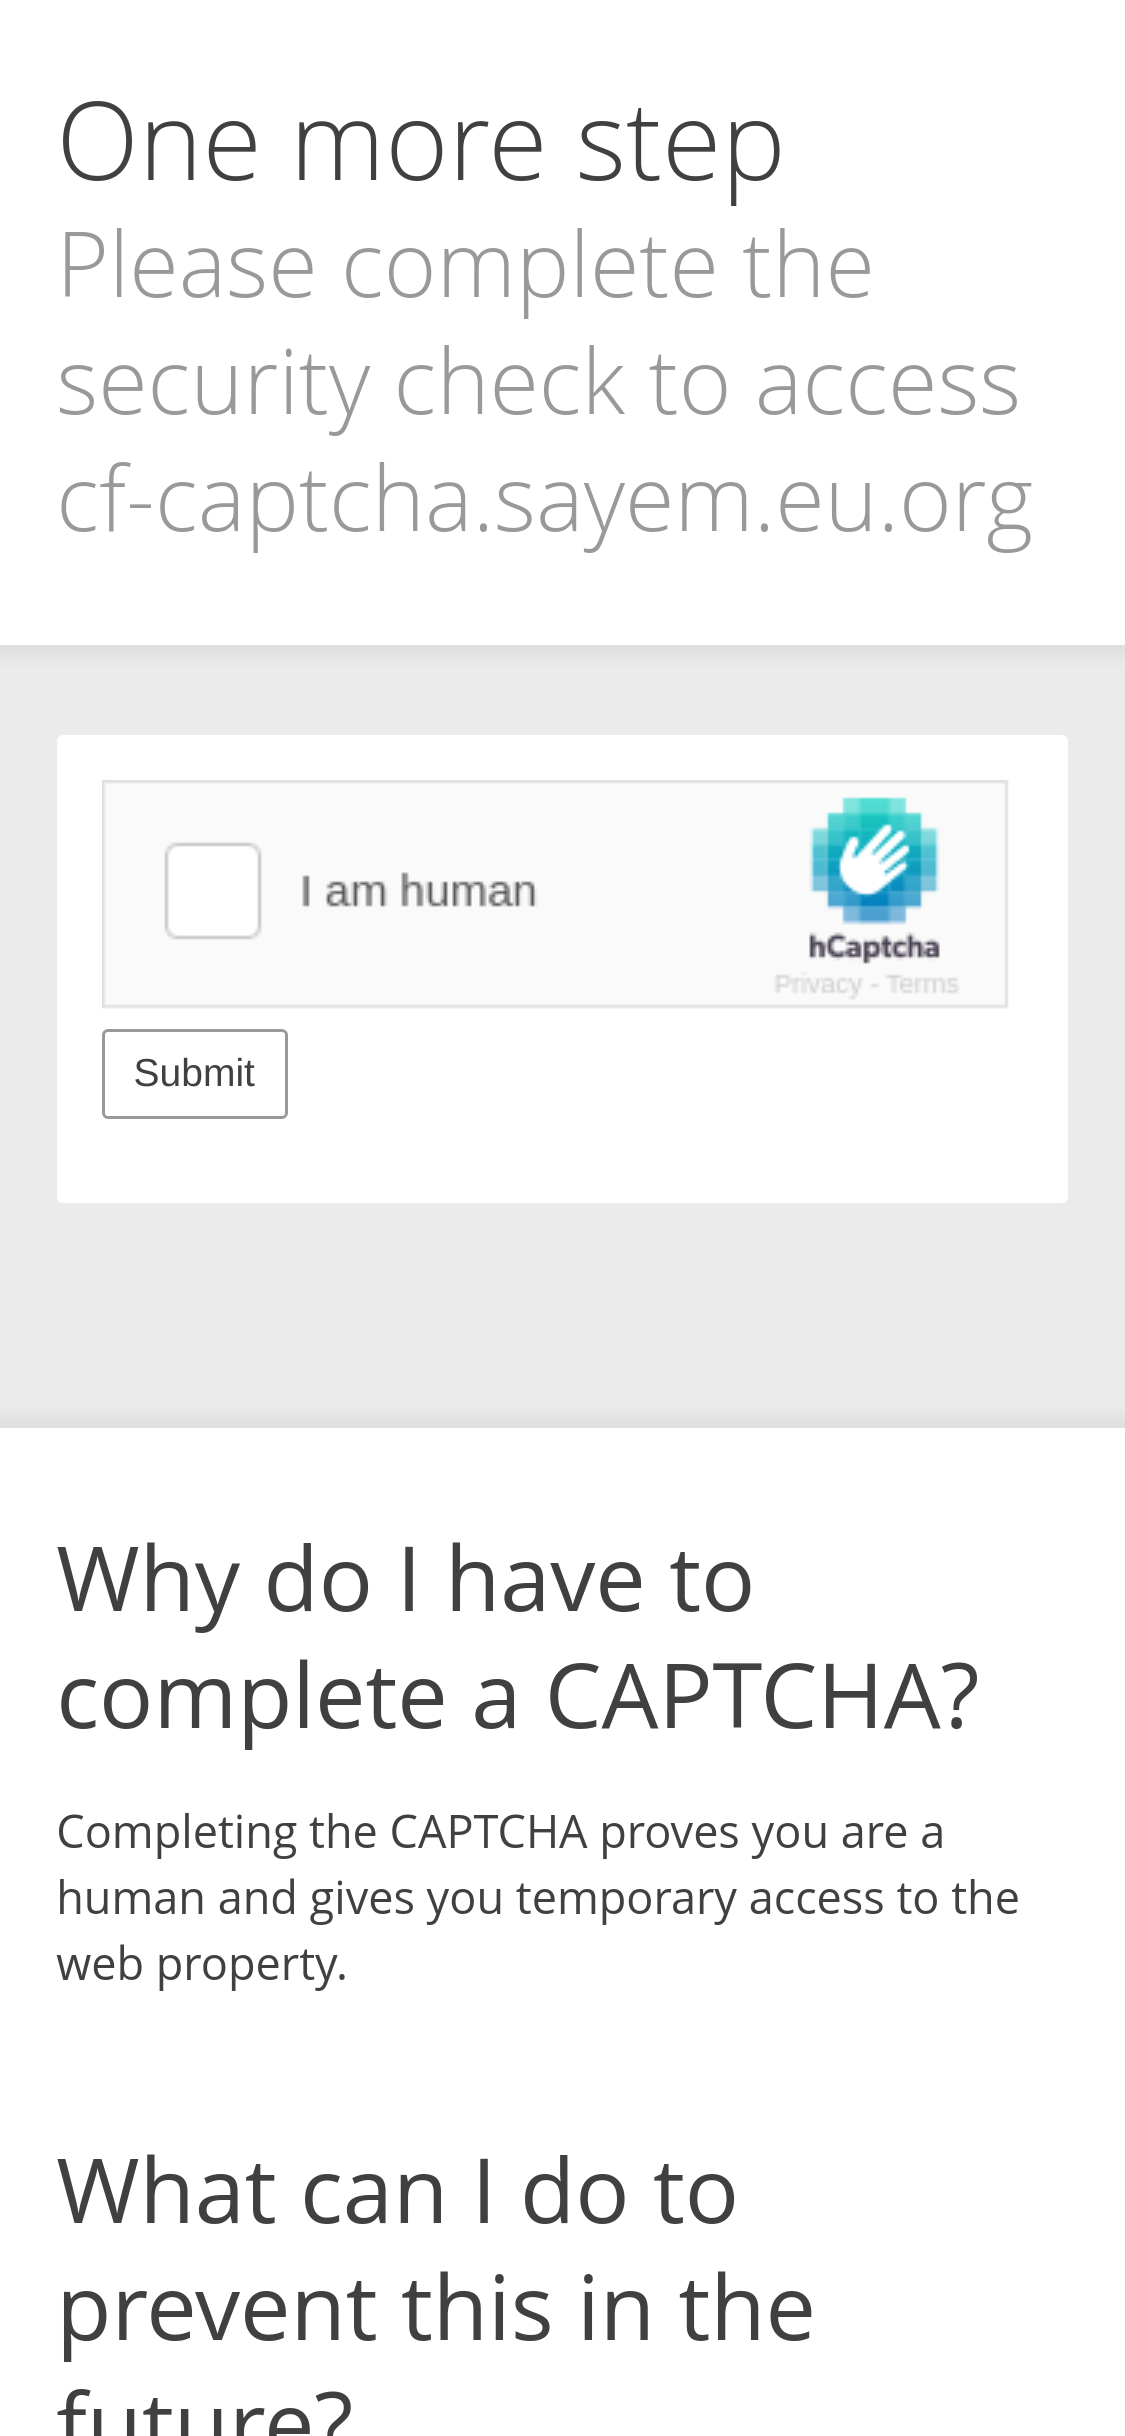 One more step
Please complete the
security check to access
cf-captcha.sayem.eu.org
I am human
hCaptcha
Privacy - Terms
Submit
Why do I have to
complete a CAPTCHA?
Completing the CAPTCHA proves you are a
human and gives you temporary access to the
web property.
What can I do to
prevent this in the
future?